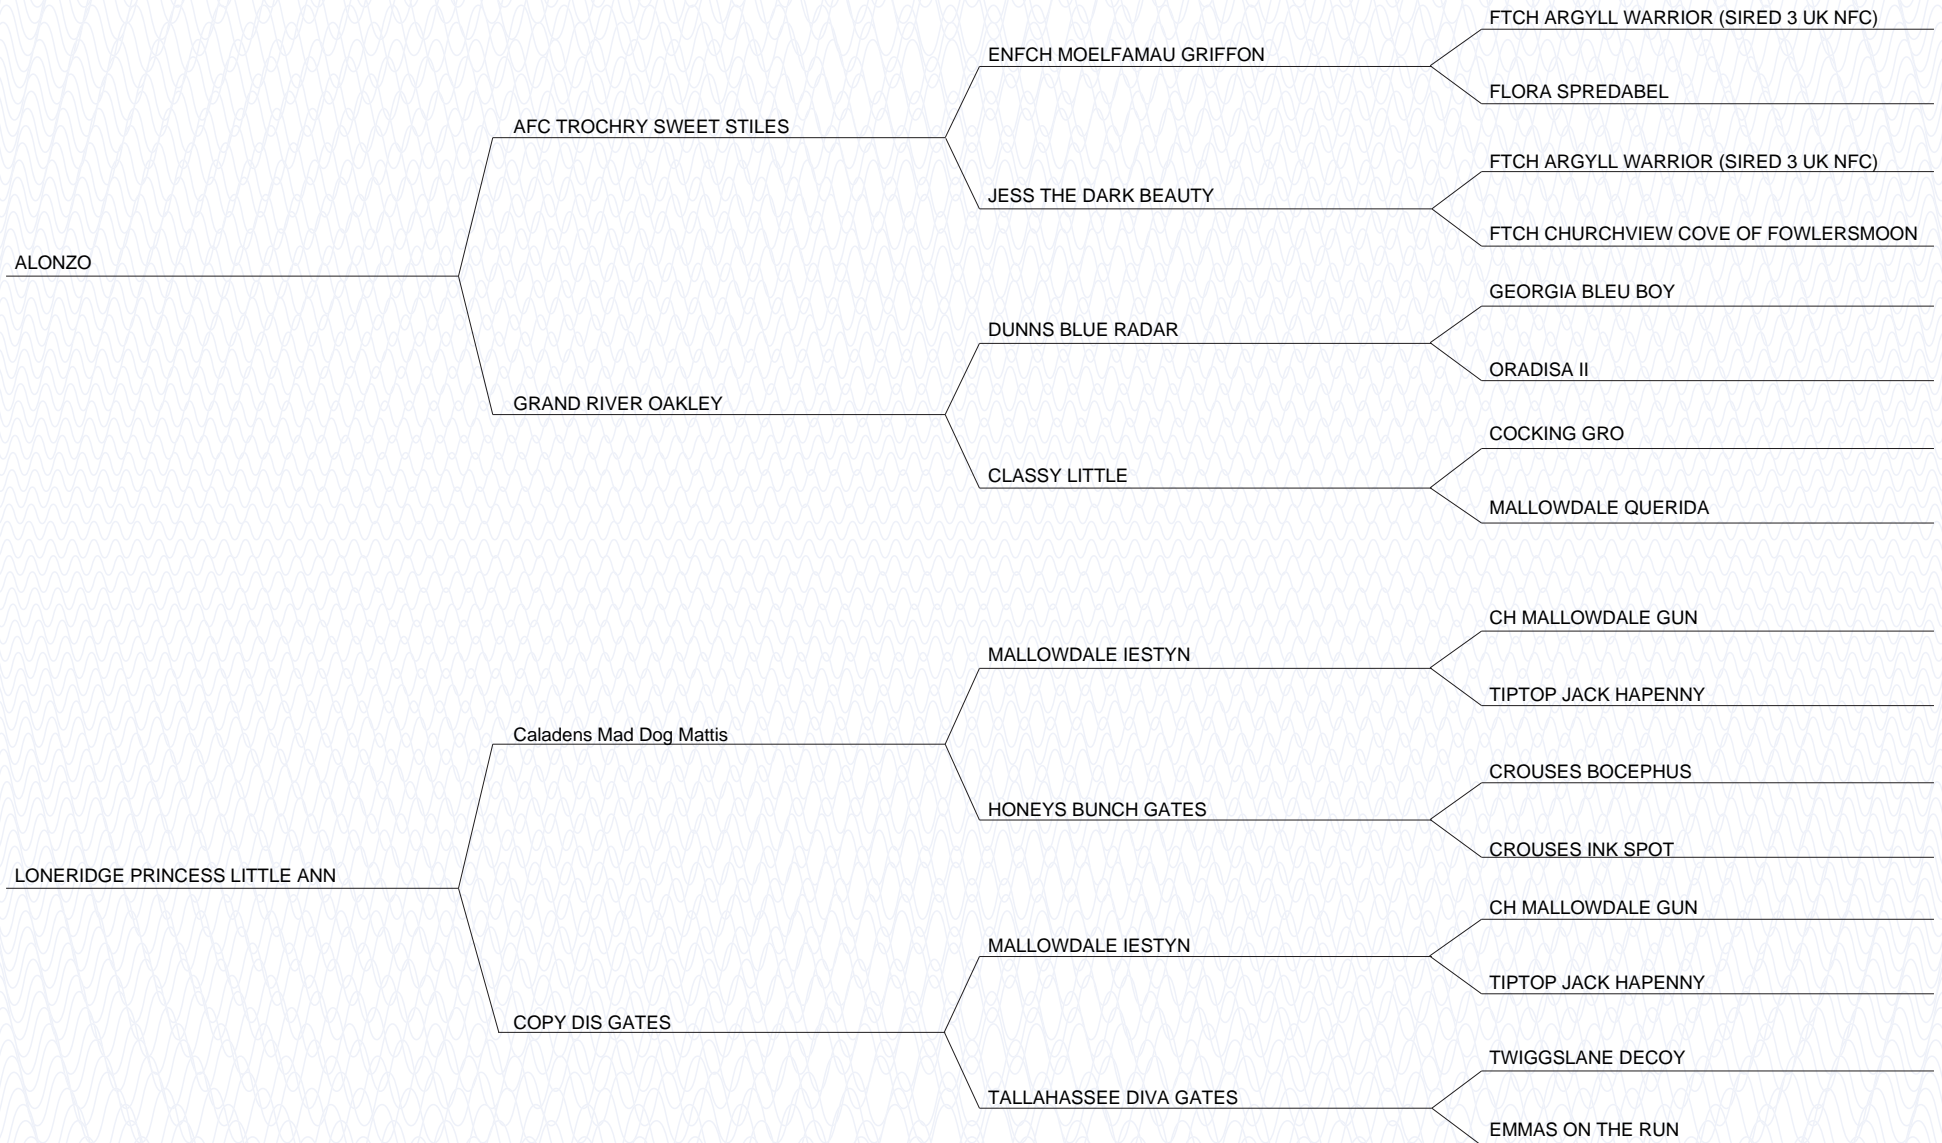 FTCH ARGYLL WARRIOR (SIRED 3 UK NFC)
ENFCH MOELFAMAU GRIFFON
FLORA SPREDABEL
AFC TROCHRY SWEET STILES
FTCH ARGYLL WARRIOR (SIRED 3 UK NFC)
JESS THE DARK BEAUTY
FTCH CHURCHVIEW COVE OF FOWLERSMOON
ALONZO
GEORGIA BLEU BOY
DUNNS BLUE RADAR
ORADISA II
GRAND RIVER OAKLEY
COCKING GRO
CLASSY LITTLE
MALLOWDALE QUERIDA
CH MALLOWDALE GUN
MALLOWDALE IESTYN
TIPTOP JACK HAPENNY
Caladens Mad Dog Mattis
CROUSES BOCEPHUS
HONEYS BUNCH GATES
CROUSES INK SPOT
LONERIDGE PRINCESS LITTLE ANN
CH MALLOWDALE GUN
MALLOWDALE IESTYN
TIPTOP JACK HAPENNY
COPY DIS GATES
TWIGGSLANE DECOY
TALLAHASSEE DIVA GATES
EMMAS ON THE RUN